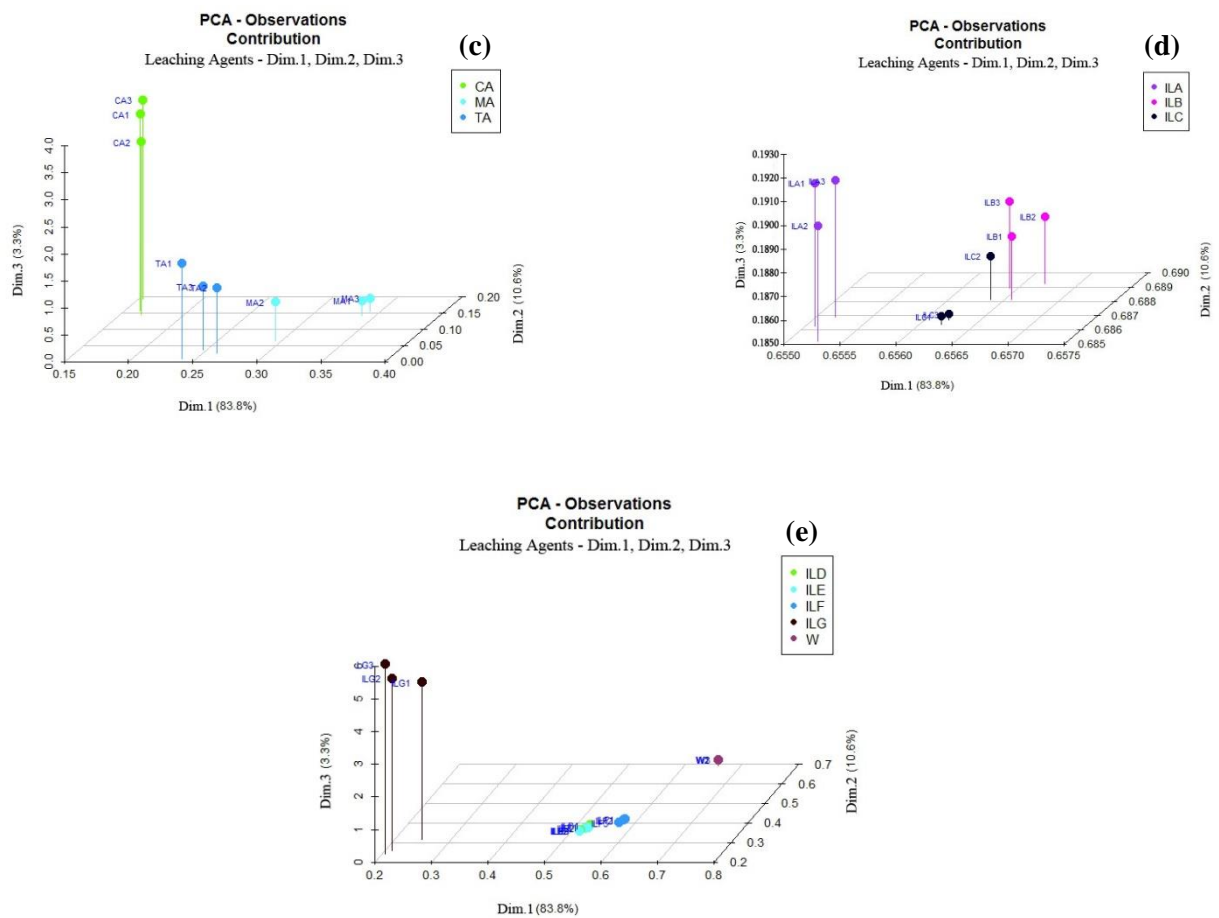 PCA - Observations
Contribution
Leaching Agents - Dim.1, Dim.2, Dim.3
(c)
CA
MA
TA
CA3
CA1
CA2
TA1
TA3
TA2
MA2
MA1
MA3
4.0
3.5
3.0
2.5
2.0
1.5
1.0
0.5
0.0
Dim.3 (3.3%)
0.15
0.20
0.25
0.30
0.35
0.40
Dim.1 (83.8%)
0.20
0.15
0.10
0.05
0.00
Dim.2 (10.6%)
PCA - Observations
Contribution
Leaching Agents - Dim.1, Dim.2, Dim.3
(d)
ILA
ILB
ILC
ILA1
ILA3
ILA2
ILB3
ILB2
ILB1
ILC2
ILC1
0.1930
0.1920
0.1910
0.1900
0.1890
0.1880
0.1870
0.1860
0.1850
Dim.3 (3.3%)
0.6550
0.6555
0.6560
0.6565
0.6570
0.6575
Dim.1 (83.8%)
0.690
0.689
0.688
0.687
0.686
0.685
Dim.2 (10.6%)
PCA - Observations
Contribution
Leaching Agents - Dim.1, Dim.2, Dim.3
(e)
ILD
ILE
ILF
ILG
W
ILG2
ILG1
5
4
3
2
1
0
Dim.3 (3.3%)
0.2
0.3
0.4
0.5
0.6
0.7
0.8
Dim.1 (83.8%)
0.7
0.6
0.5
0.4
0.3
0.2
Dim.2 (10.6%)